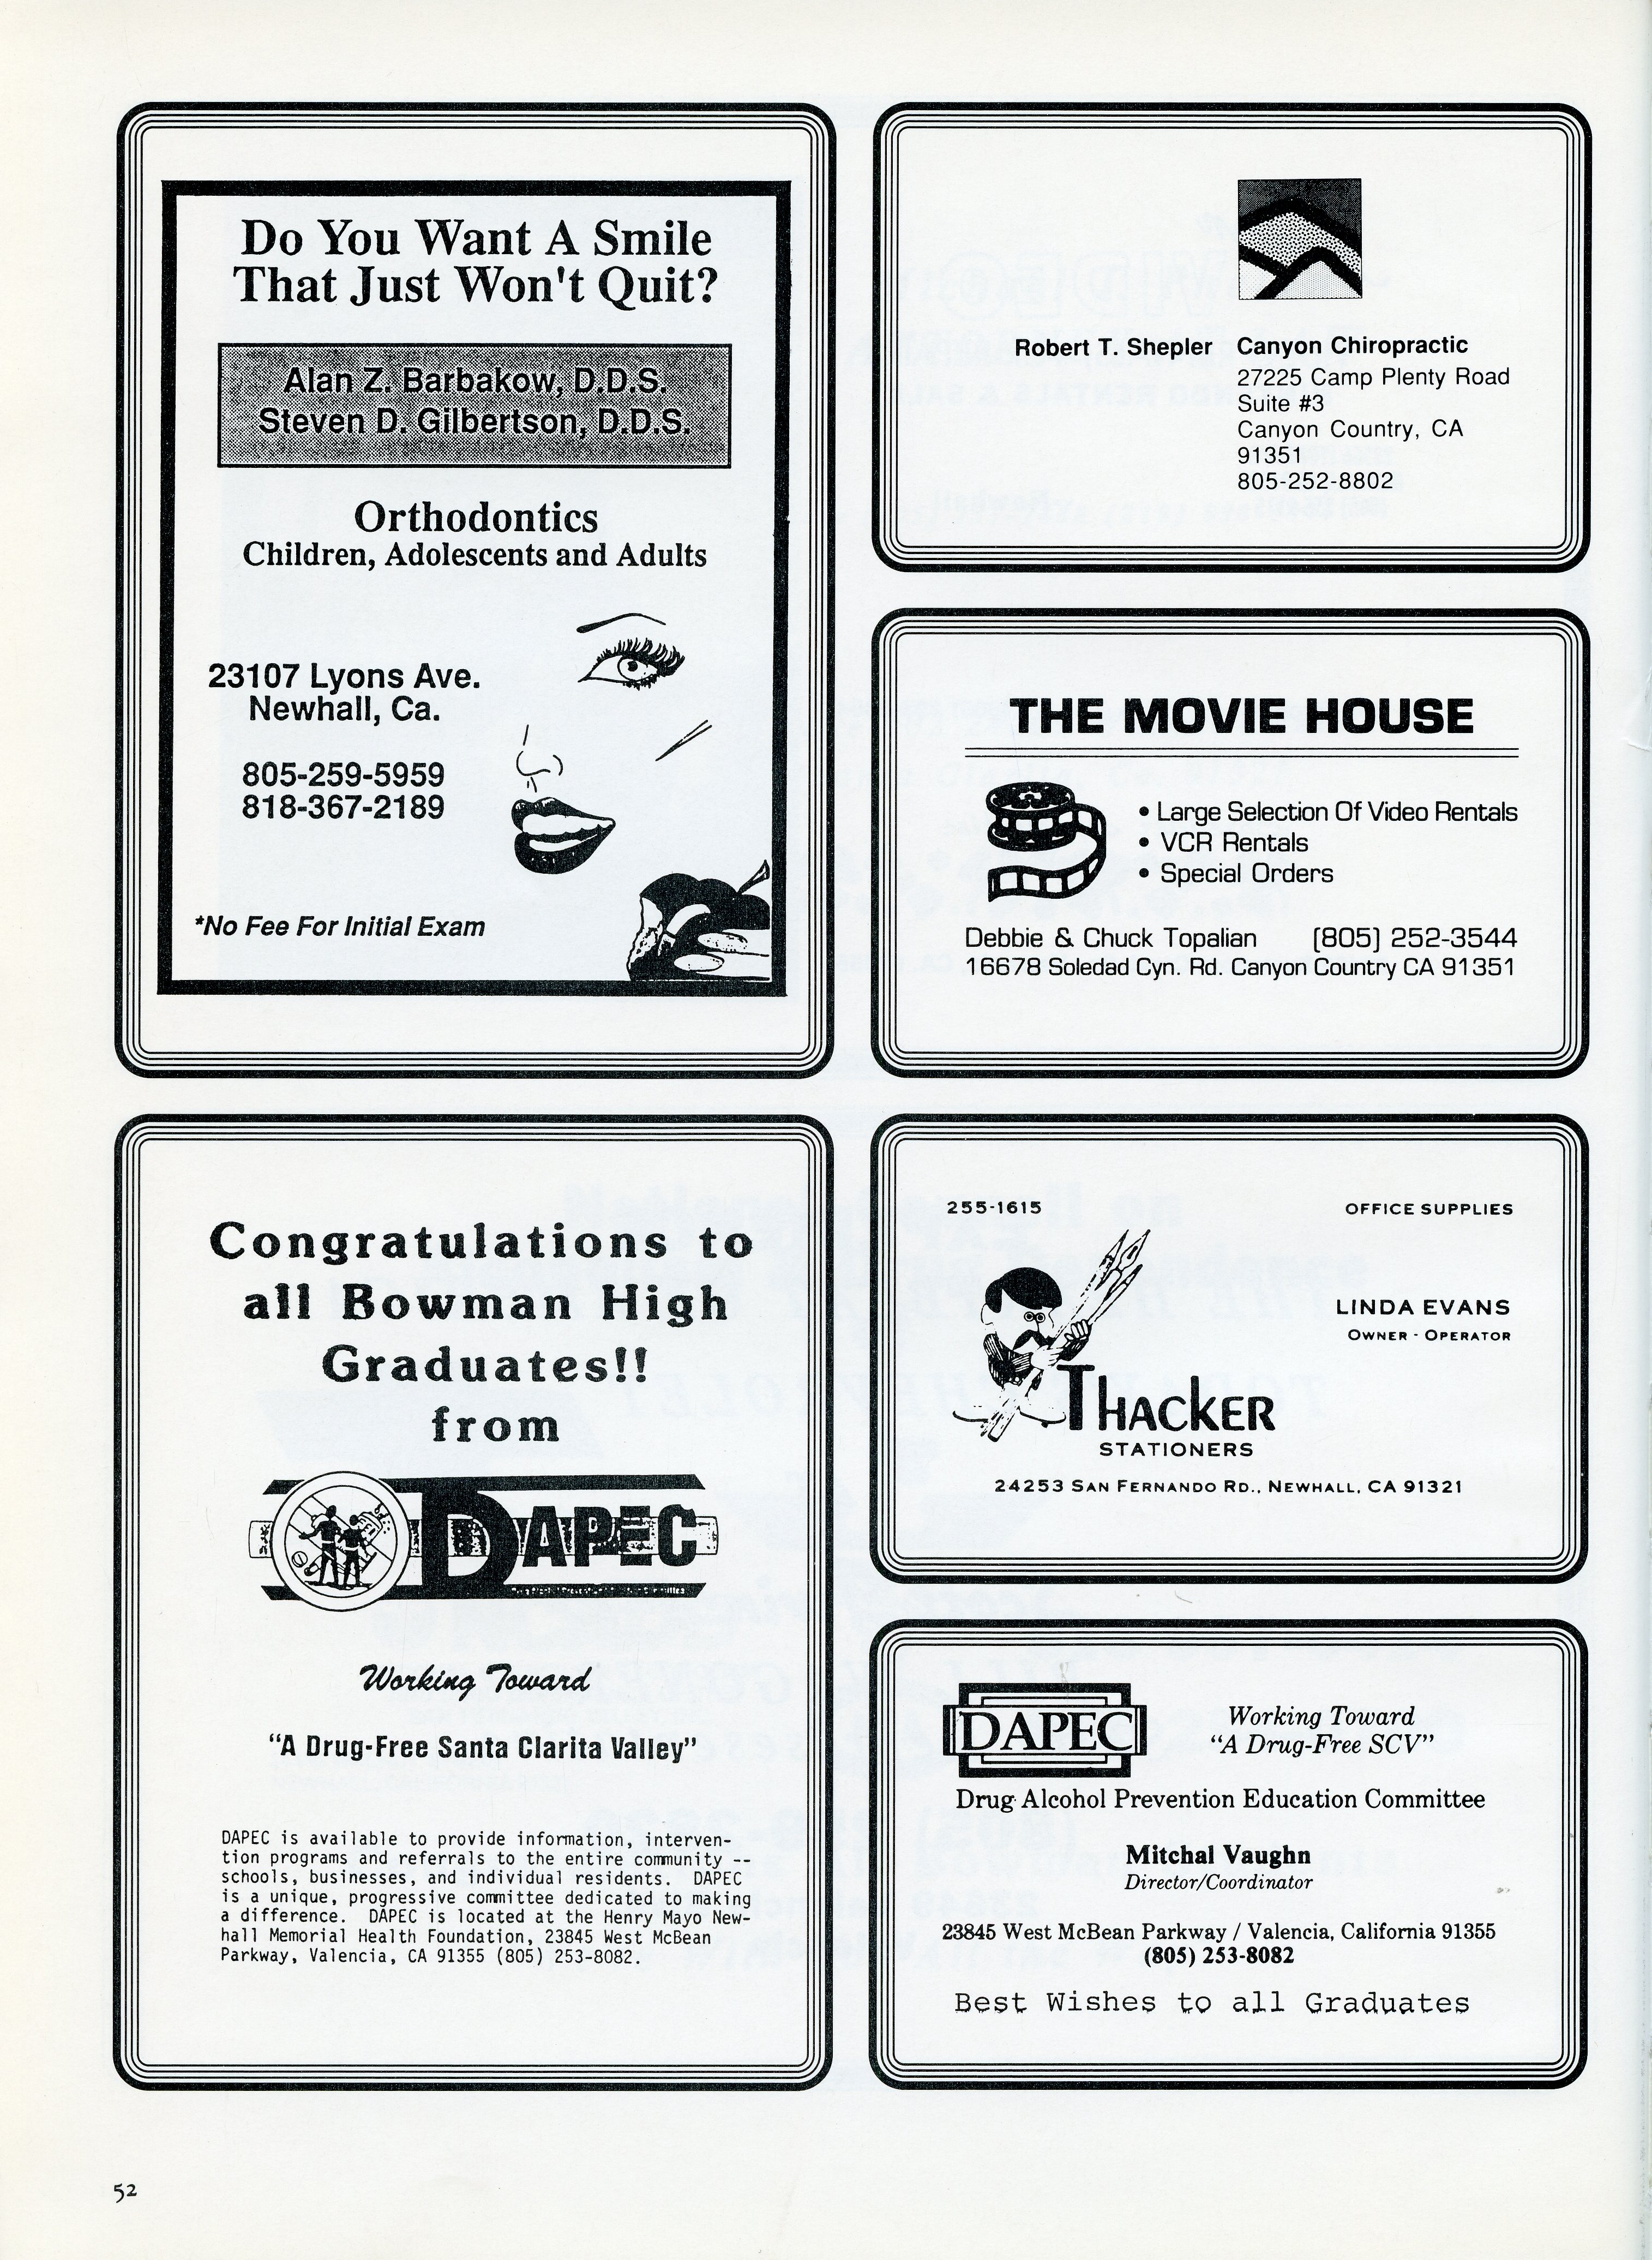 Do You Want A Smile
That Just Won't Quit?
Alan Z. Barbakow, D.D.S.
Steven D. Gilbertson, D.D.S.
Orthodontics
Children, Adolescents and Adults
23107 Lyons Ave.
Newhall, Ca.
805-259-5959
818-367-2189
*No Fee For Initial Exam
Robert T. Shepler Canyon Chiropractic
27225 Camp Plenty Road
Suite #3
Canyon Country, CA
91351
805-252-8802
THE MOVIE HOUSE
• Large Selection Of Video Rentals
• VCR Rentals
• Special Orders
Debbie & Chuck Topalian (805) 252-3544
16678 Soledad Cyn. Rd. Canyon Country CA 91351
Congratulations to
all Bowman High
Graduates!!
from
DAPEC
Working Toward
“A Drug-Free Santa Clarita Valley”
DAPEC is available to provide information, interven-
tion programs and referrals to the entire community --
schools, businesses, and individual residents. DAPEC
is a unique, progressive committee dedicated to making
a difference. DAPEC is located at the Henry Mayo New-
hall Memorial Health Foundation, 23845 West McBean
Parkway, Valencia, CA 91355 (805) 253-8082.
255-1615 OFFICE SUPPLIES
LINDA EVANS
OWNER - OPERATOR
THACKER
STATIONERS
24253 SAN FERNANDO RD., NEWHALL, CA 91321
DAPEC
Working Toward
“A Drug-Free SCV”
Drug Alcohol Prevention Education Committee
Mitchal Vaughn
Director/Coordinator
23845 West McBean Parkway / Valencia, California 91355
(805) 253-8082
Best Wishes to all Graduates
52